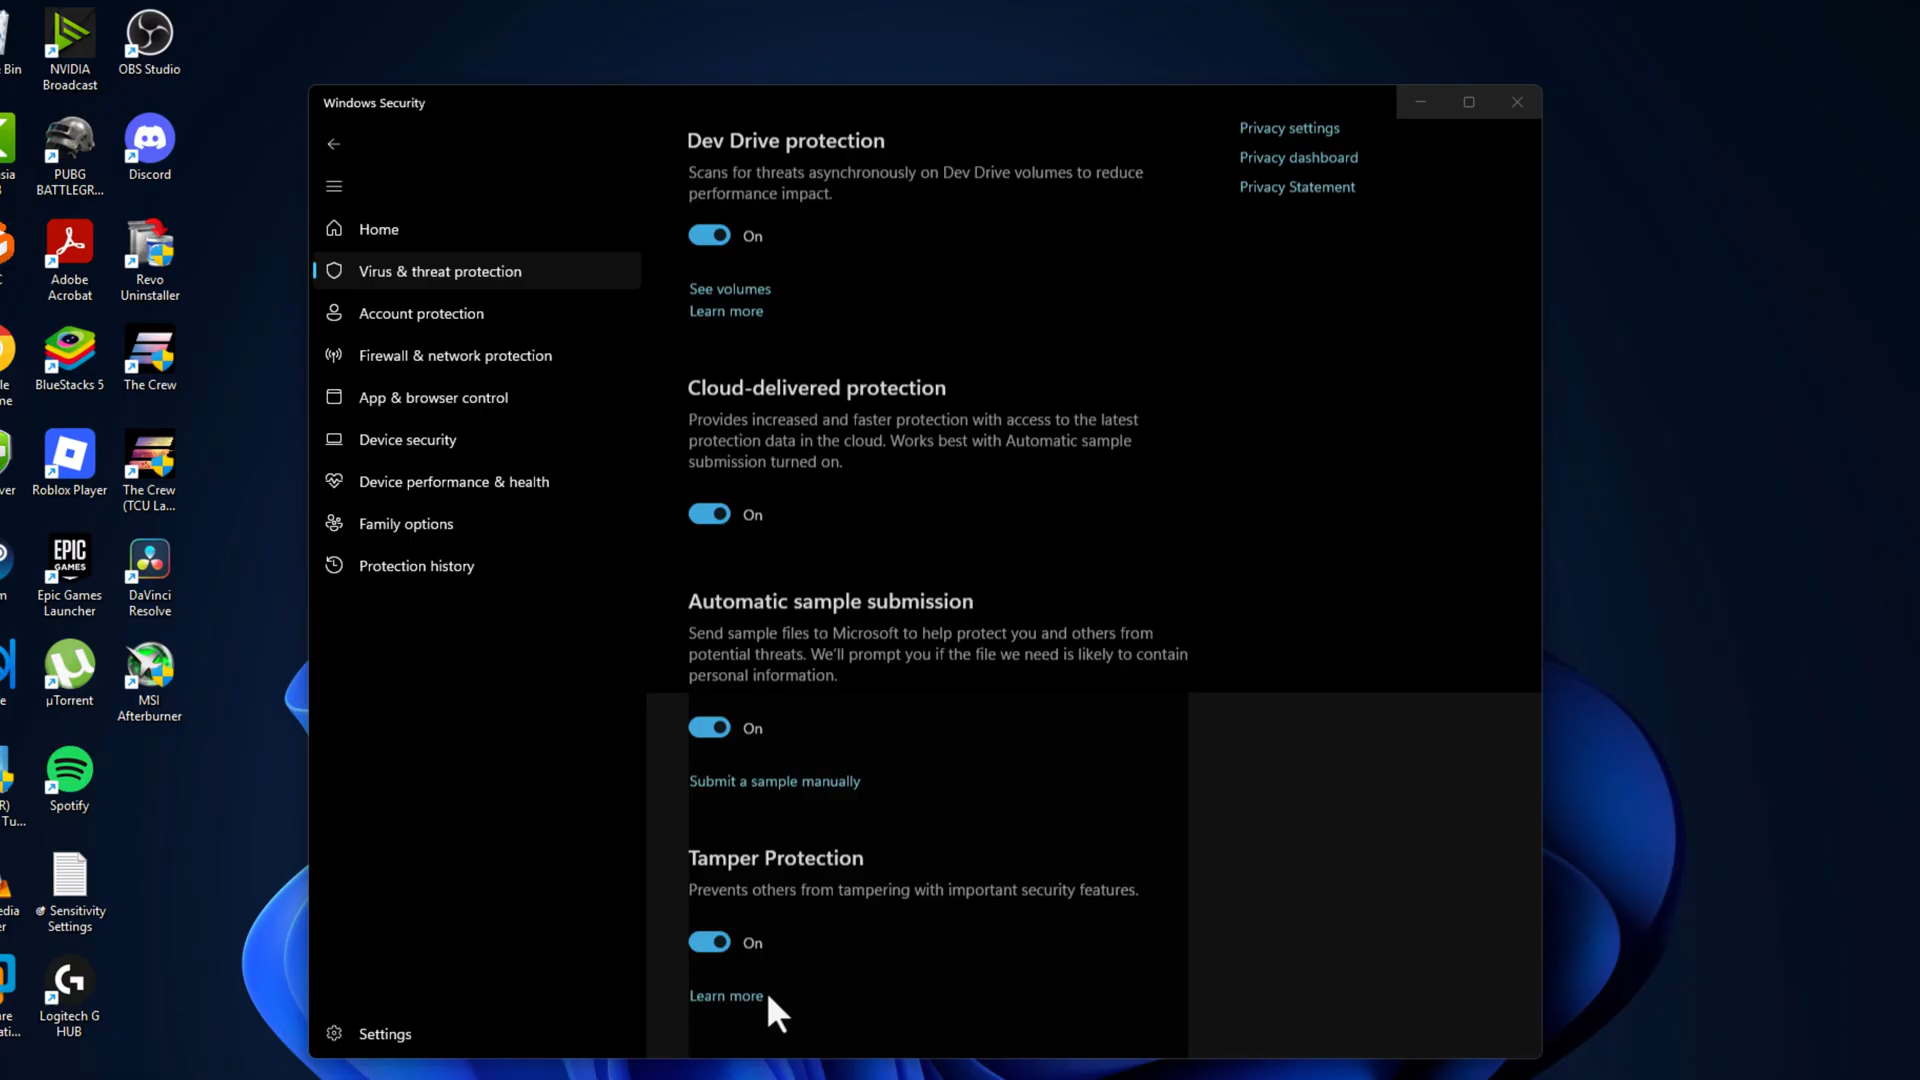 Bin
NVIDIA
Broadcast
OBS Studio
PUBG
BATTLEGR...
Discord
Adobe
Acrobat
Revo
Uninstaller
BlueStacks 5
The Crew
Roblox Player
The Crew
(TCU La...
EPIC
GAMES
Epic Games
Launcher
DaVinci
Resolve
µTorrent
MSI
Afterburner
Spotify
Sensitivity
Settings
Logitech G
HUB
Windows Security
Home
Virus & threat protection
Account protection
Firewall & network protection
App & browser control
Device security
Device performance & health
Family options
Protection history
Settings
Dev Drive protection
Scans for threats asynchronously on Dev Drive volumes to reduce
performance impact.
On
See volumes
Learn more
Cloud-delivered protection
Provides increased and faster protection with access to the latest
protection data in the cloud. Works best with Automatic sample
submission turned on.
On
Automatic sample submission
Send sample files to Microsoft to help protect you and others from
potential threats. We'll prompt you if the file we need is likely to contain
personal information.
On
Submit a sample manually
Tamper Protection
Prevents others from tampering with important security features.
On
Learn more
Privacy settings
Privacy dashboard
Privacy Statement